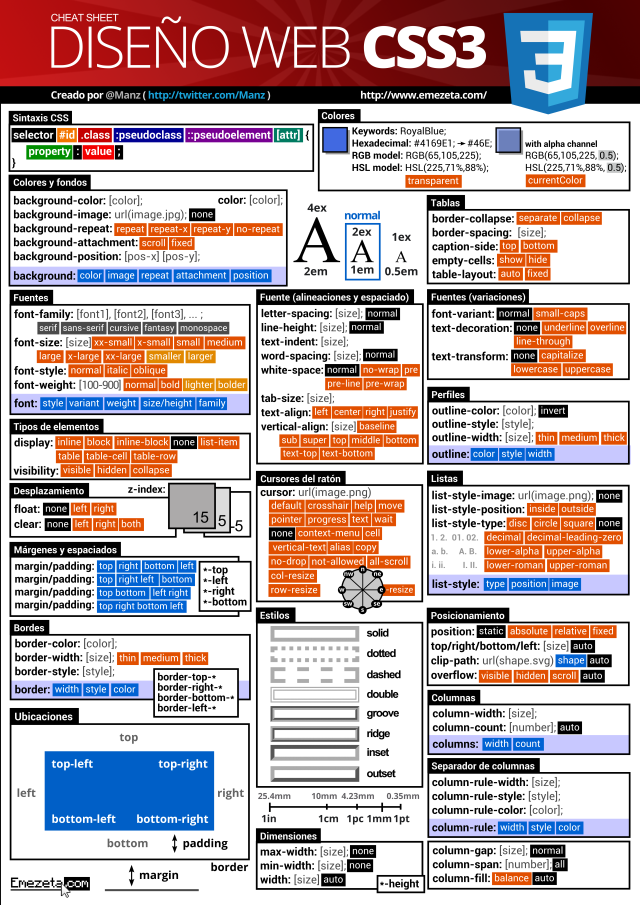 CHEAT SHEET
DISEÑO WEB CSS3
3
Creado por @Manz ( http://twitter.com/Manz )
http://www.emezeta.com/
Sintaxis CSS
selector #id .class :pseudoclass ::pseudoelement [attr] {
property : value ;
}
Colores
Keywords: RoyalBlue;
Hexadecimal: #4169E1; → #46E;
RGB model: RGB(65,105,225);
HSL model: HSL(225,71%,88%);
transparent
with alpha channel
RGB(65,105,225, 0.5);
HSL(225,71%,88%, 0.5);
currentColor
Colores y fondos
background-color: [color]; color: [color];
background-image: url(image.jpg); none
background-repeat: repeat repeat-x repeat-y no-repeat
background-attachment: scroll fixed
background-position: [pos-x] [pos-y];
background: color image repeat attachment position
4ex
A
2em
normal
2ex
A
1em
1ex
A
0.5em
Tablas
border-collapse: separate collapse
border-spacing: [size];
caption-side: top bottom
empty-cells: show hide
table-layout: auto fixed
Fuentes
font-family: [font1], [font2], [font3], ... ;
serif sans-serif cursive fantasy monospace
font-size: [size] xx-small x-small small medium
large x-large xx-large smaller larger
font-style: normal italic oblique
font-weight: [100-900] normal bold lighter bolder
font: style variant weight size/height family
Fuente (alineaciones y espaciado)
letter-spacing: [size]; normal
line-height: [size]; normal
text-indent: [size];
word-spacing: [size]; normal
white-space: normal no-wrap pre
pre-line pre-wrap
tab-size: [size];
text-align: left center right justify
vertical-align: [size] baseline
sub super top middle bottom
text-top text-bottom
Fuentes (variaciones)
font-variant: normal small-caps
text-decoration: none underline overline
line-through
text-transform: none capitalize
lowercase uppercase
Perfiles
outline-color: [color]; invert
outline-style: [style];
outline-width: [size]; thin medium thick
outline: color style width
Tipos de elementos
display: inline block inline-block none list-item
table table-cell table-row
visibility: visible hidden collapse
Desplazamiento
float: none left right
clear: none left right both
z-index:
15
5
-5
Cursores del ratón
cursor: url(image.png)
default crosshair help move
pointer progress text wait
none context-menu cell
vertical-text alias copy
no-drop not-allowed all-scroll
col-resize
row-resize
n
ne
e
se
s
sw
w
nw
-resize
Listas
list-style-image: url(image.png); none
list-style-position: inside outside
list-style-type: disc circle square none
1. 2. 01. 02. decimal decimal-leading-zero
a. b. A. B. lower-alpha upper-alpha
i. ii. I. II. lower-roman upper-roman
list-style: type position image
Márgenes y espaciados
margin/padding: top right bottom left
margin/padding: top right left bottom
margin/padding: top bottom left right
margin/padding: top right bottom left
*-top
*-left
*-right
*-bottom
Bordes
border-color: [color];
border-width: [size]; thin medium thick
border-style: [style];
border: width style color
border-top-*
border-right-*
border-bottom-*
border-left-*
Estilos
solid
dotted
dashed
double
groove
ridge
inset
outset
25.4mm 10mm 4.23mm 0.35mm
1in 1cm 1pc 1mm 1pt
Posicionamiento
position: static absolute relative fixed
top/right/bottom/left: [size] auto
clip-path: url(shape.svg) shape auto
overflow: visible hidden scroll auto
Columnas
column-width: [size];
column-count: [number]; auto
columns: width count
Ubicaciones
top
top-left top-right
left right
bottom-left bottom-right
bottom
padding
border
margin
Emezeta.com
Dimensiones
max-width: [size]; none
min-width: [size]; none
width: [size] auto
*-height
Separador de columnas
column-rule-width: [size];
column-rule-style: [style];
column-rule-color: [color];
column-rule: width style color
column-gap: [size]; normal
column-span: [number]; all
column-fill: balance auto